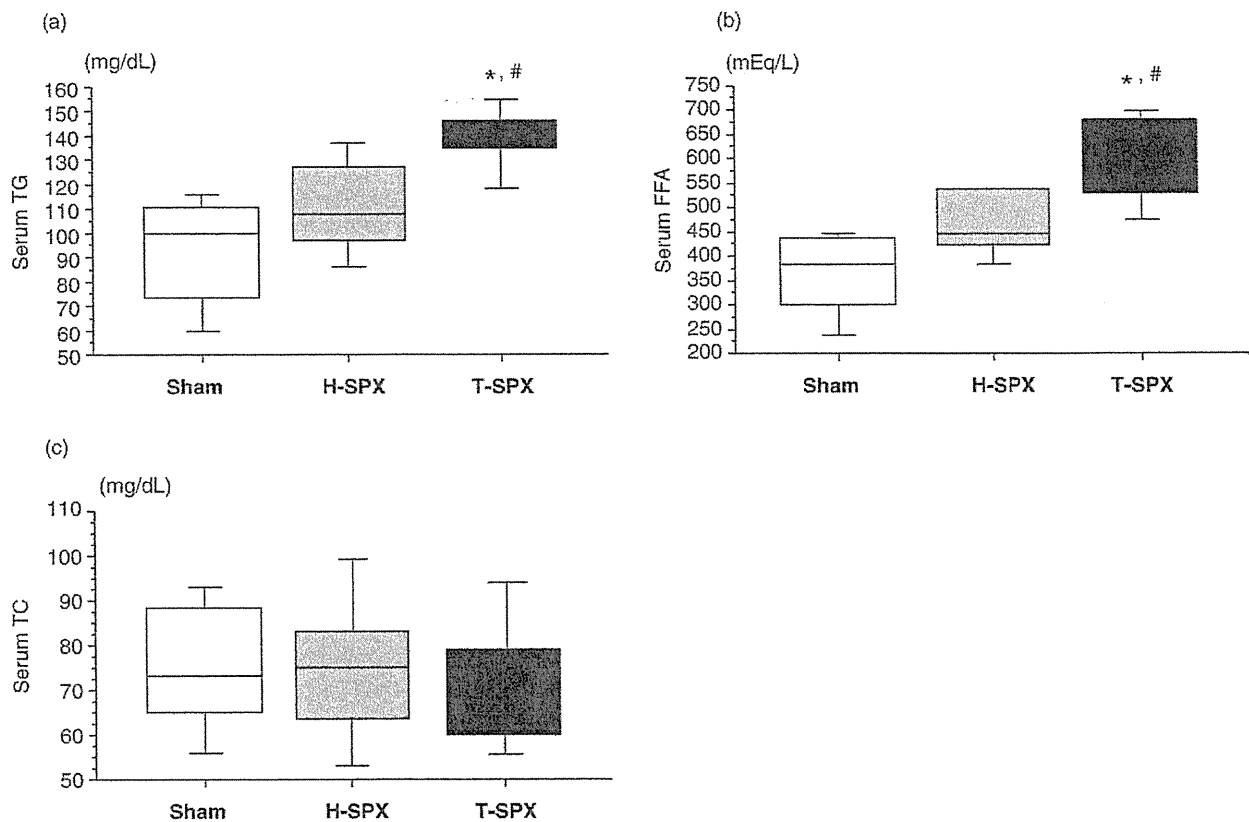 (a)
(mg/dL)
*, #
Serum TG
160
150
140
130
120
110
100
90
80
70
60
50
Sham H-SPX T-SPX
(b)
(mEq/L)
*, #
Serum FFA
750
700
650
600
550
500
450
400
350
300
250
200
Sham H-SPX T-SPX
(c)
(mg/dL)
Serum TC
110
100
90
80
70
60
50
Sham H-SPX T-SPX